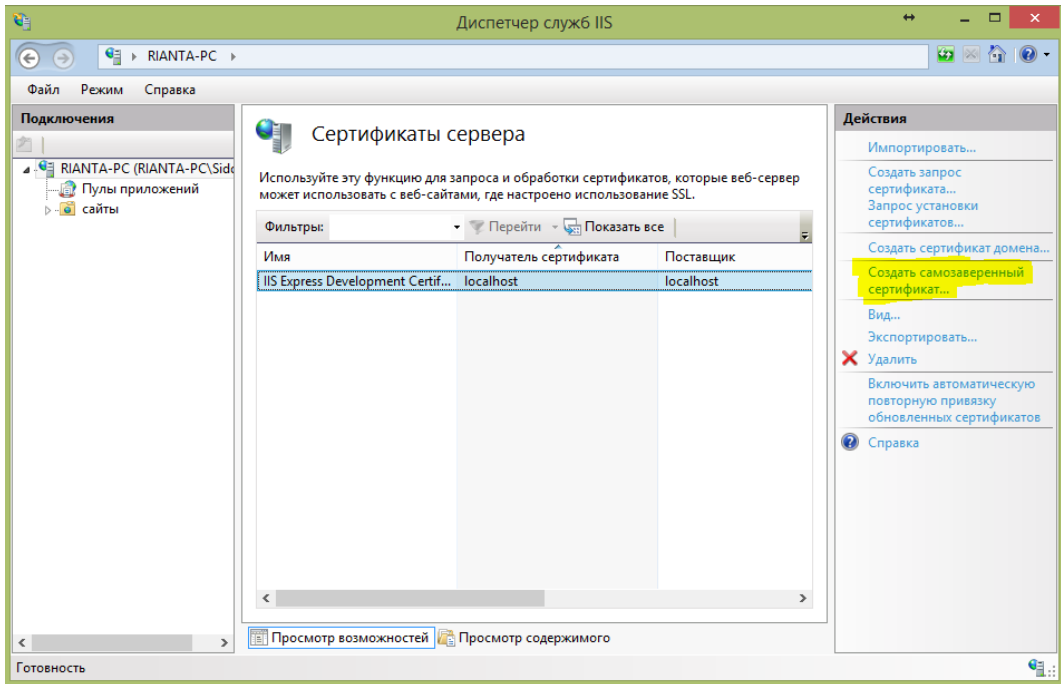 Диспетчер служб IIS
RIANTA-PC
Файл Режим Справка
Подключения
RIANTA-PC (RIANTA-PC\Sid
Пулы приложений
сайты
Сертификаты сервера
Используйте эту функцию для запроса и обработки сертификатов, которые веб-сервер
может использовать с веб-сайтами, где настроено использование SSL.
Фильтры: Перейти Показать все
Имя Получатель сертификата Поставщик
IIS Express Development Certif... localhost localhost
Просмотр возможностей Просмотр содержимого
Действия
Импортировать...
Создать запрос
сертификата...
Запрос установки
сертификатов...
Создать сертификат домена...
Создать самозаверенный
сертификат...
Вид...
Экспортировать...
Удалить
Включить автоматическую
повторную привязку
обновленных сертификатов
Справка
Готовность